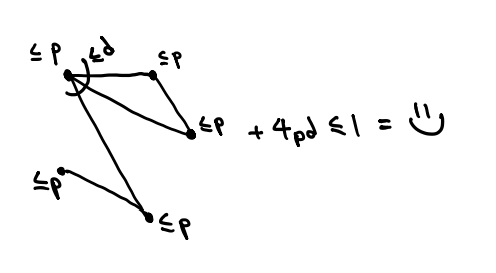 ≤p ≤d ≤p
≤p + 4pd ≤ 1 =
≤p
≤p